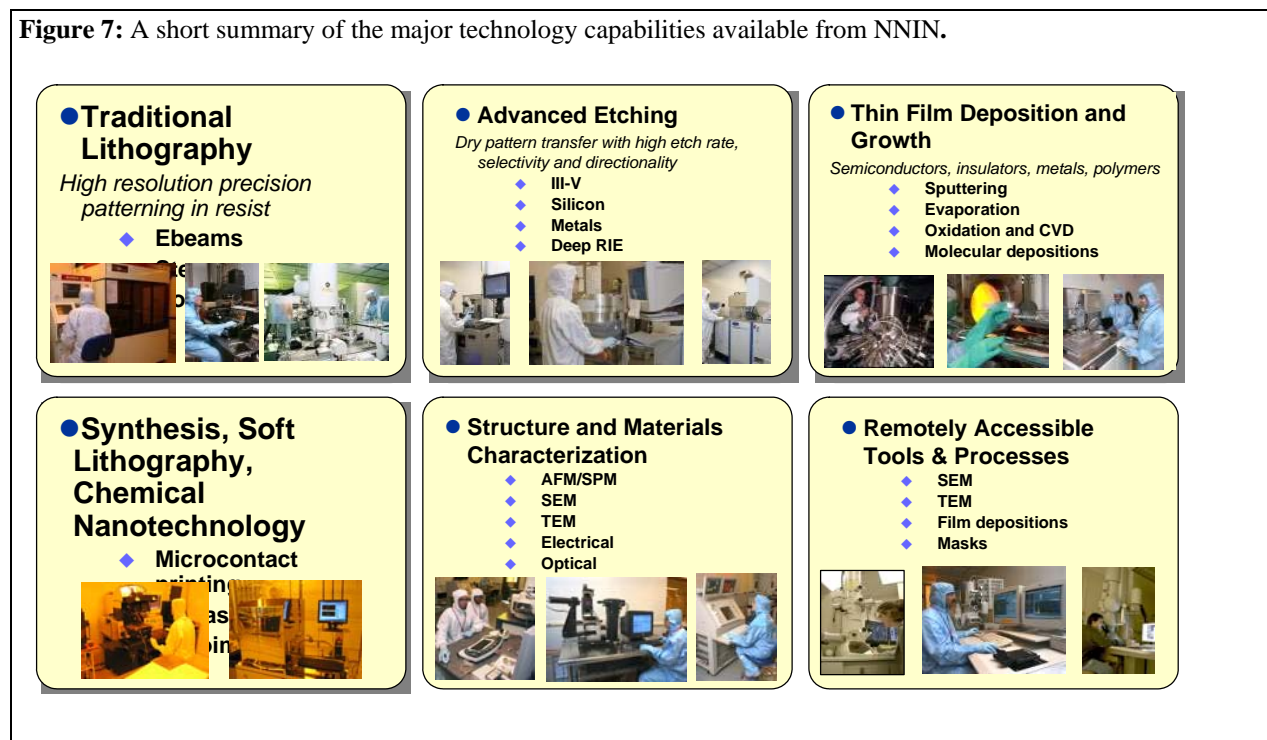 Figure 7: A short summary of the major technology capabilities available from NNIN.
●Traditional
Lithography
High resolution precision
patterning in resist
◆ Ebeams
● Advanced Etching
Dry pattern transfer with high etch rate,
selectivity and directionality
◆ III-V
◆ Silicon
◆ Metals
◆ Deep RIE
● Thin Film Deposition and
Growth
Semiconductors, insulators, metals, polymers
◆ Sputtering
◆ Evaporation
◆ Oxidation and CVD
◆ Molecular depositions
●Synthesis, Soft
Lithography,
Chemical
Nanotechnology
◆ Microcontact
printing
● Structure and Materials
Characterization
◆ AFM/SPM
◆ SEM
◆ TEM
◆ Electrical
◆ Optical
● Remotely Accessible
Tools & Processes
◆ SEM
◆ TEM
◆ Film depositions
◆ Masks